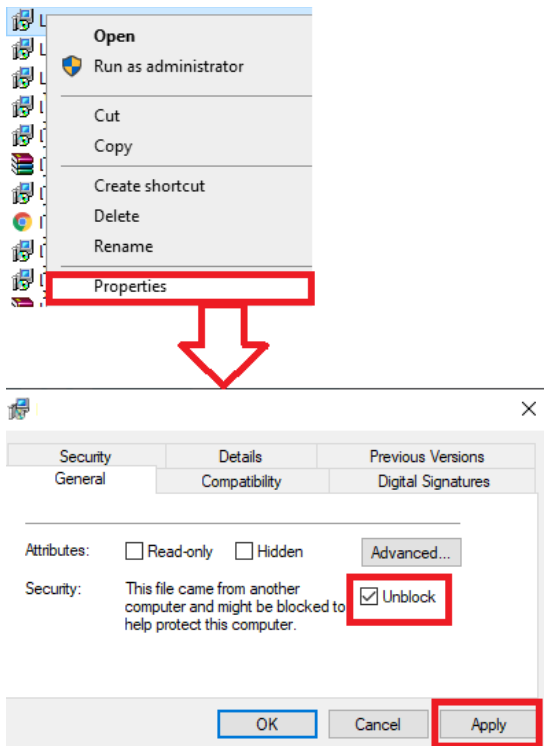 Open
Run as administrator
Cut
Copy
Create shortcut
Delete
Rename
Properties
Security Details Previous Versions
General Compatibility Digital Signatures
Attributes: Read-only Hidden Advanced...
Security: This file came from another
computer and might be blocked to
help protect this computer.
Unblock
OK Cancel Apply